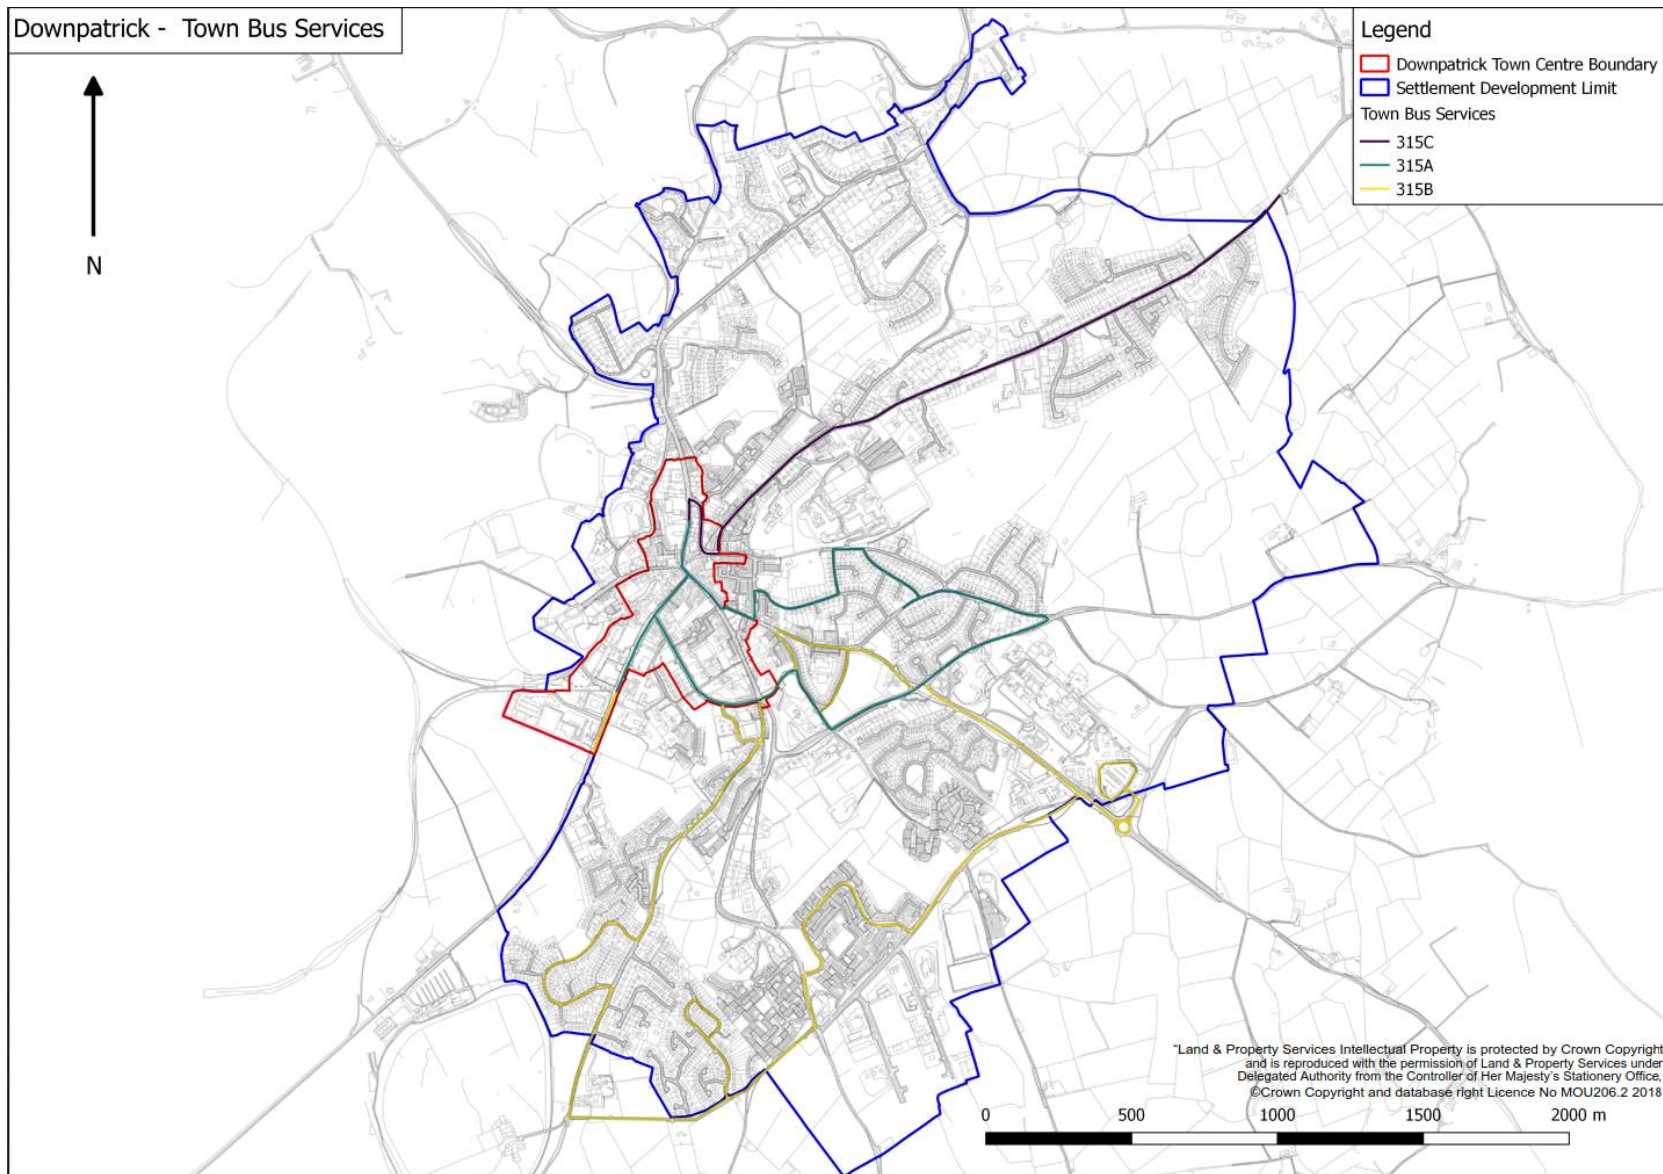 Downpatrick - Town Bus Services
N
Legend
Downpatrick Town Centre Boundary
Settlement Development Limit
Town Bus Services
315C
315A
315B
"Land & Property Services Intellectual Property is protected by Crown Copyright
and is reproduced with the permission of Land & Property Services under
Delegated Authority from the Controller of Her Majesty's Stationery Office,
©Crown Copyright and database right Licence No MOU206.2 2018
0 500 1000 1500 2000 m